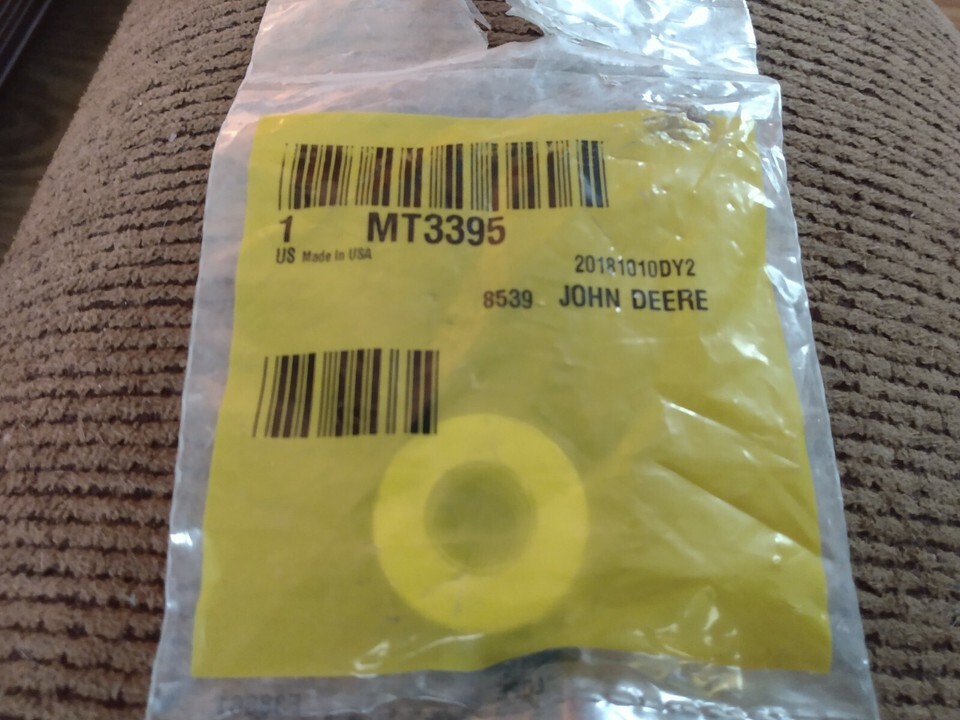 1 MT3395
US Made In USA
20181010DY2
8539 JOHN DEERE